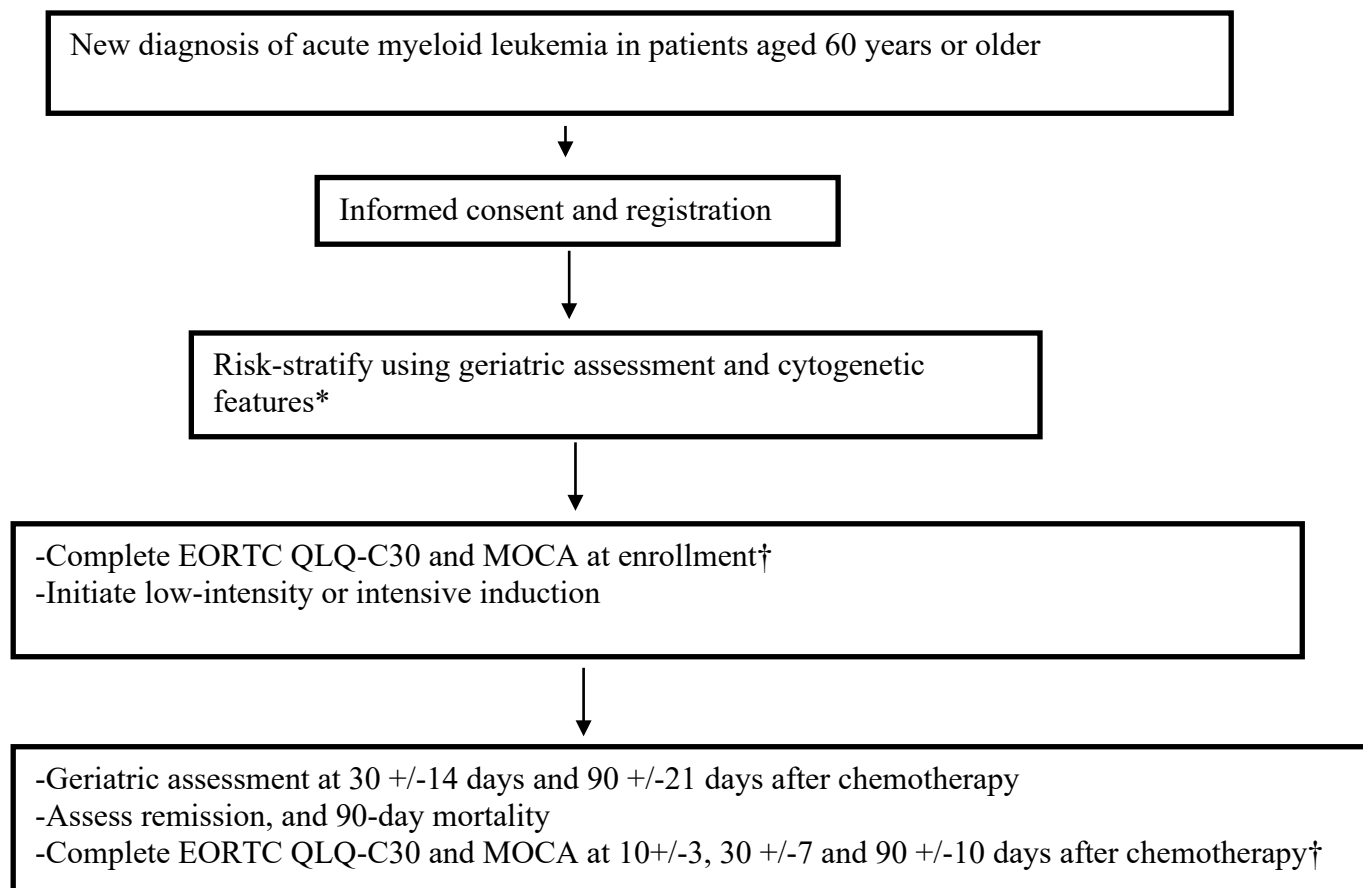 New diagnosis of acute myeloid leukemia in patients aged 60 years or older
Informed consent and registration
Risk-stratify using geriatric assessment and cytogenetic
features*
-Complete EORTC QLQ-C30 and MOCA at enrollment†
-Initiate low-intensity or intensive induction
-Geriatric assessment at 30 +/-14 days and 90 +/-21 days after chemotherapy
-Assess remission, and 90-day mortality
-Complete EORTC QLQ-C30 and MOCA at 10+/-3, 30 +/-7 and 90 +/-10 days after chemotherapy†